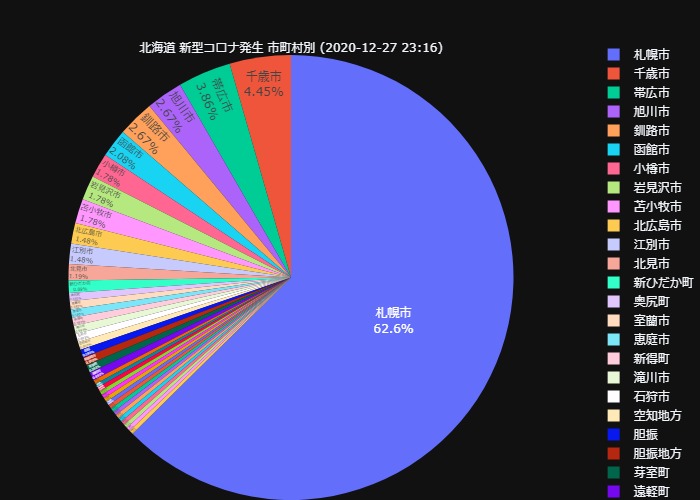 北海道 新型コロナ発生 市町村別 (2020-12-27 23:16)
札幌市
62.6%
千歳市
4.45%
帯広市
3.86%
旭川市
2.67%
釧路市
2.67%
函館市
2.08%
小樽市
1.78%
岩見沢市
1.78%
苫小牧市
1.78%
北広島市
1.48%
江別市
1.48%
北見市
1.19%
札幌市
千歳市
帯広市
旭川市
釧路市
函館市
小樽市
岩見沢市
苫小牧市
北広島市
江別市
北見市
新ひだか町
奥尻町
室蘭市
恵庭市
新得町
滝川市
石狩市
空知地方
胆振
胆振地方
芽室町
遠軽町